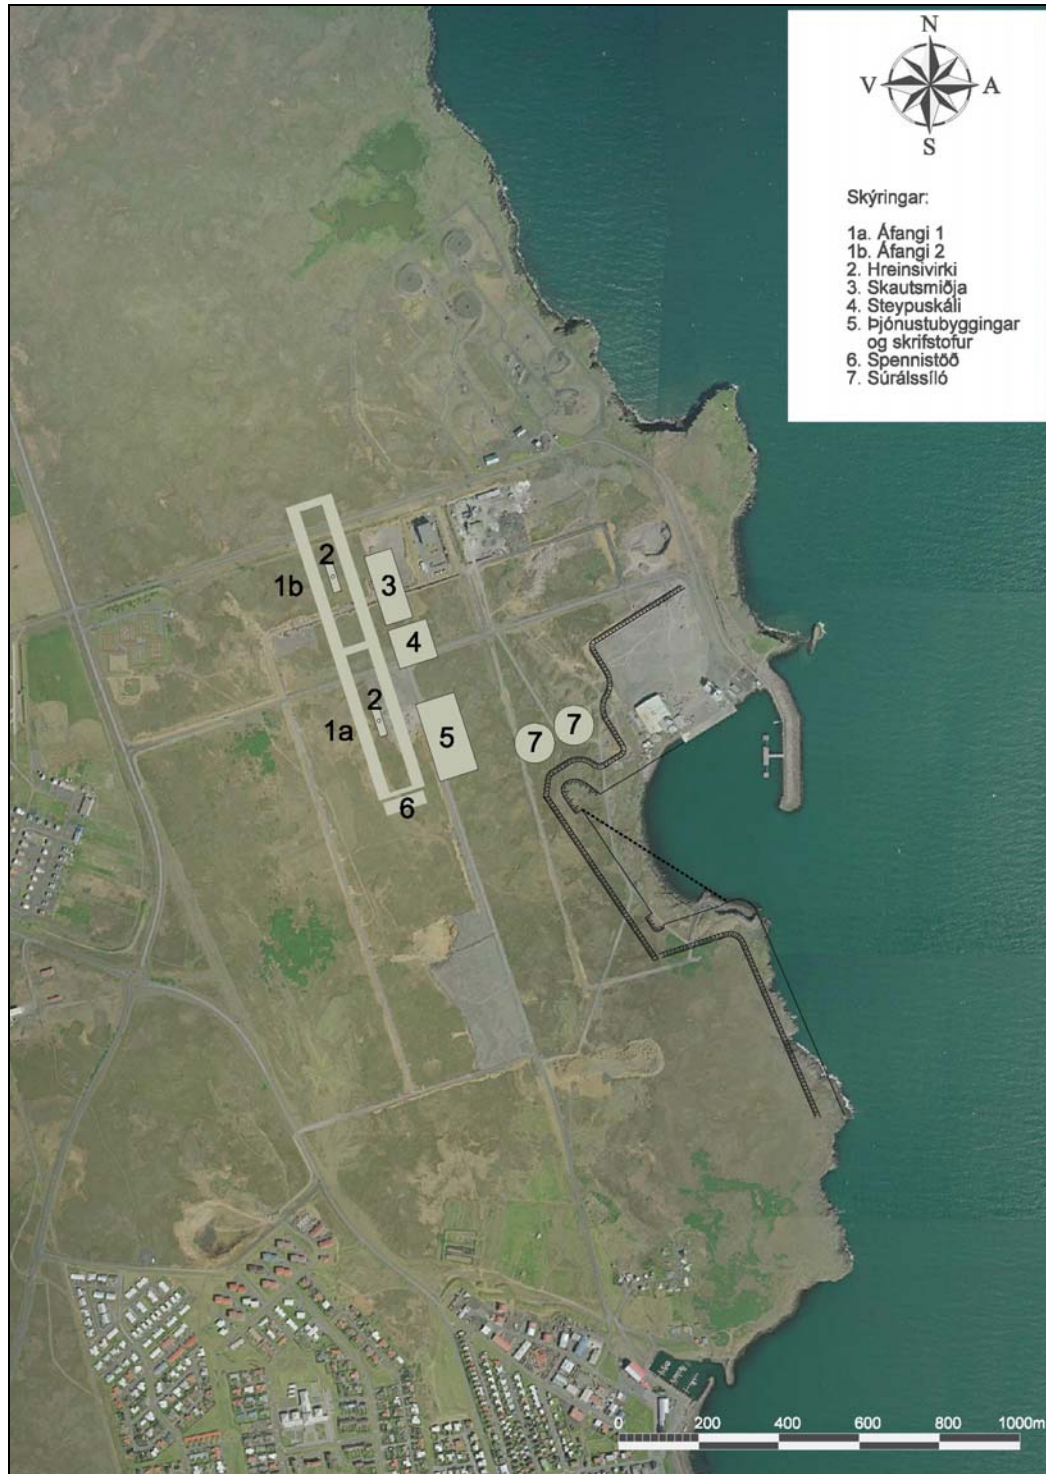 N
V A
S
Skýringar:
1a. Áfangi 1
1b. Áfangi 2
2. Hreinsivirki
3. Skautsmiðja
4. Steypuskáli
5. Þjónustubyggingar
og skrifstofur
6. Spennistöð
7. Súrálssíló
2
1b
3
4
2
1a
5
7
7
6
0 200 400 600 800 1000m